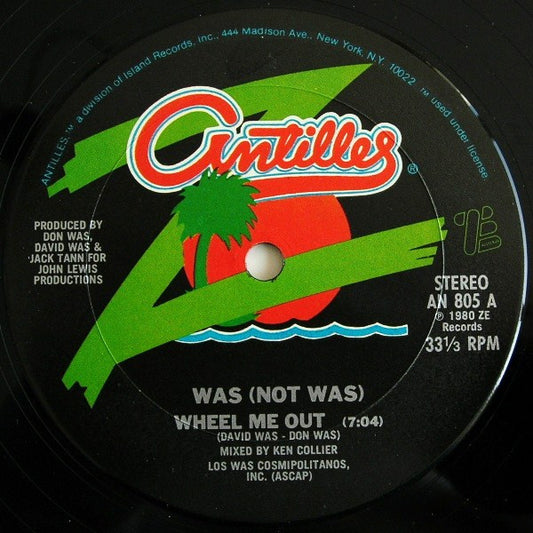 ANTILLES™ a division of Island Records, Inc., 444 Madison Ave., New York, N.Y. 10022 ™ used under license.
Antilles®
PRODUCED BY
DON WAS,
DAVID WAS &
JACK TANN FOR
JOHN LEWIS
PRODUCTIONS
ZE
STEREO
AN 805 A
℗ 1980 ZE
Records
33⅓ RPM
WAS (NOT WAS)
WHEEL ME OUT (7:04)
(DAVID WAS - DON WAS)
MIXED BY KEN COLLIER
LOS WAS COSMIPOLITANOS,
INC. (ASCAP)